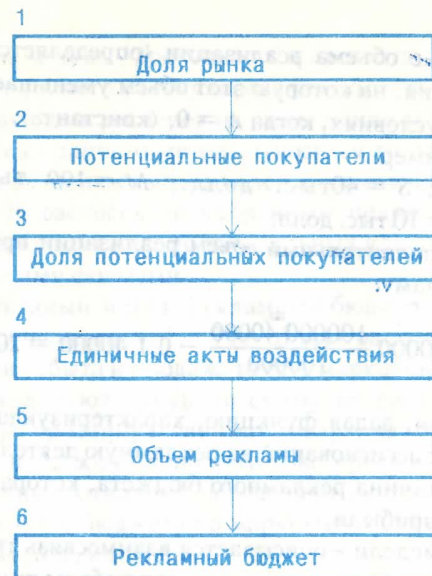 1
Доля рынка
2
Потенциальные покупатели
3
Доля потенциальных покупателей
4
Единичные акты воздействия
5
Объем рекламы
6
Рекламный бюджет